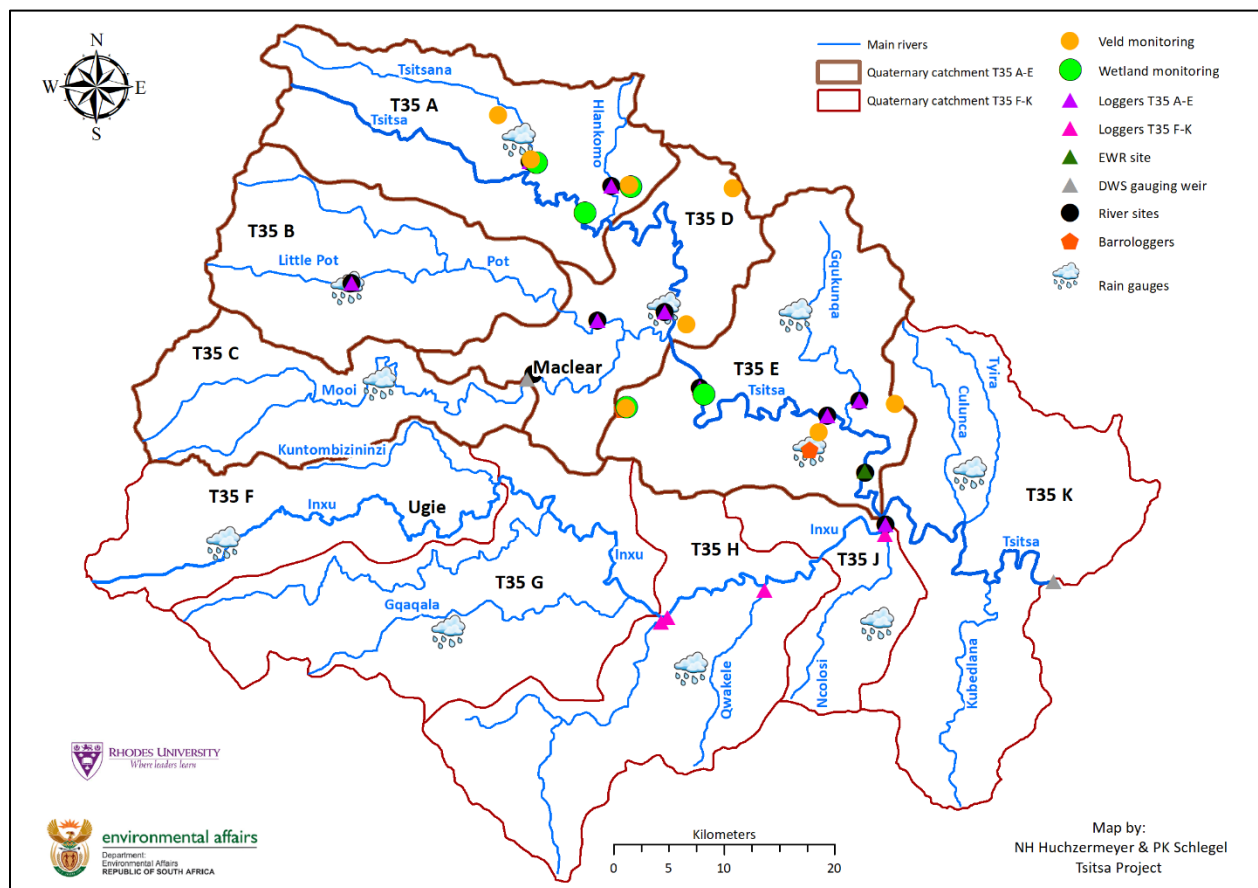 N
W E
S
Main rivers
Quaternary catchment T35 A-E
Quaternary catchment T35 F-K
Veld monitoring
Wetland monitoring
Loggers T35 A-E
Loggers T35 F-K
EWR site
DWS gauging weir
River sites
Barrologgers
Rain gauges
Tsitsana
T35 A
Tsitsa
Hlankomo
T35 D
T35 B
Little Pot
Pot
Gqukunqa
T35 C
Mooi
Maclear
T35 E
Tsitsa
Tyira
Culunca
Kuntombizininzi
T35 F
Inxu
Ugie
T35 K
Inxu
T35 H
Inxu
T35 J
Tsitsa
T35 G
Gqaqala
Qwakele
Ncolosi
Kubedlana
RHODES UNIVERSITY
Where leaders learn
environmental affairs
Department:
Environmental Affairs
REPUBLIC OF SOUTH AFRICA
Kilometers
0 5 10 20
Map by:
NH Huchzermeyer & PK Schlegel
Tsitsa Project